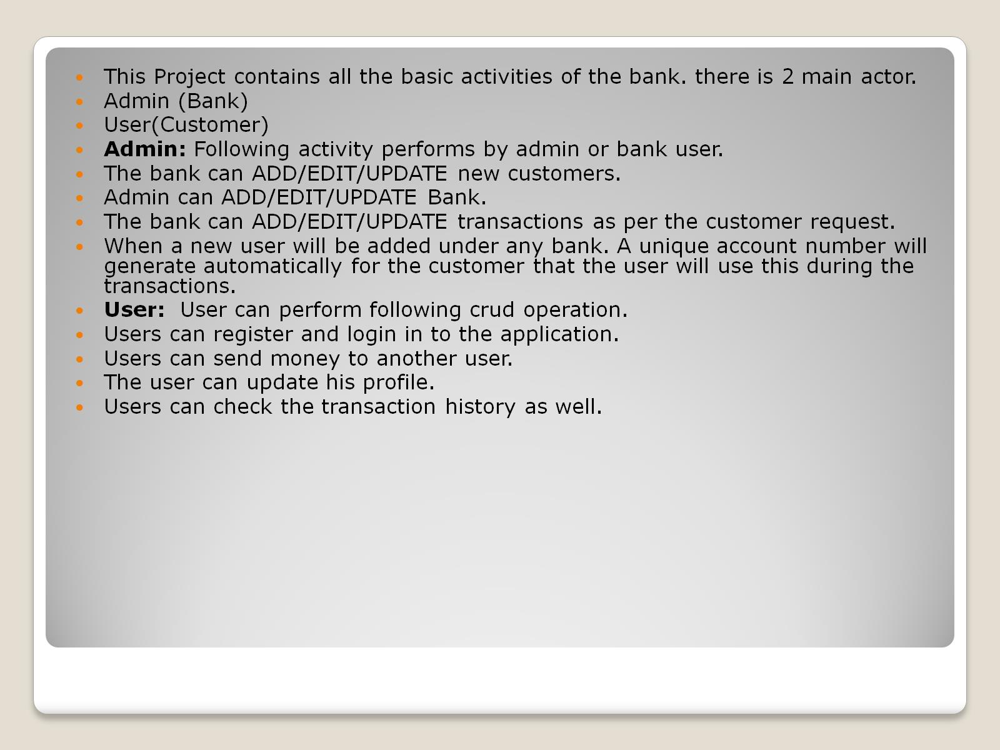 • This Project contains all the basic activities of the bank. there is 2 main actor.
• Admin (Bank)
• User(Customer)
• Admin: Following activity performs by admin or bank user.
• The bank can ADD/EDIT/UPDATE new customers.
• Admin can ADD/EDIT/UPDATE Bank.
• The bank can ADD/EDIT/UPDATE transactions as per the customer request.
• When a new user will be added under any bank. A unique account number will
generate automatically for the customer that the user will use this during the
transactions.
• User:  User can perform following crud operation.
• Users can register and login in to the application.
• Users can send money to another user.
• The user can update his profile.
• Users can check the transaction history as well.